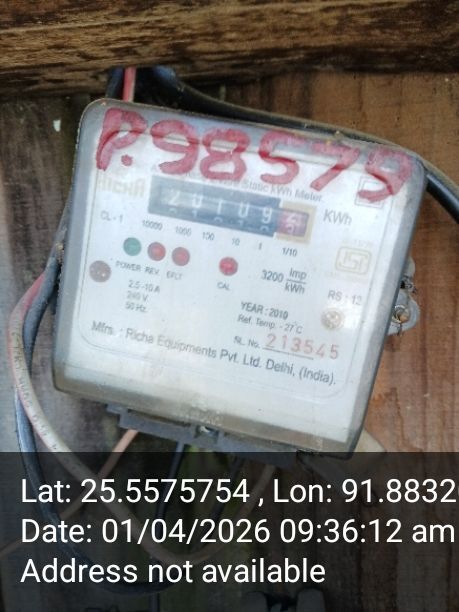 P.98579
RICHA
Static kWh Meter
20109
KWh
CL - 1
10000 1000 100 10 1 1/10
POWER REV. EFLT
CAL
3200 imp
kWh
RS : 12
2.5 -10 A
240 V.
50 Hz.
YEAR : 2010
Ref. Temp. - 27°C
SL. No. 213545
Mfrs. : Richa Equipments Pvt. Ltd. Delhi, (India).
Lat: 25.5575754 , Lon: 91.8832
Date: 01/04/2026 09:36:12 am
Address not available